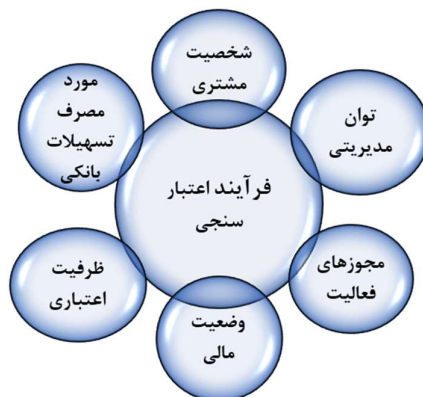 شخصیت
مشتری
توان
مدیریتی
مجوزهای
فعالیت
وضعیت
مالی
ظرفیت
اعتباری
مورد
مصرف
تسهیلات
بانکی
فرآیند اعتبار
سنجی